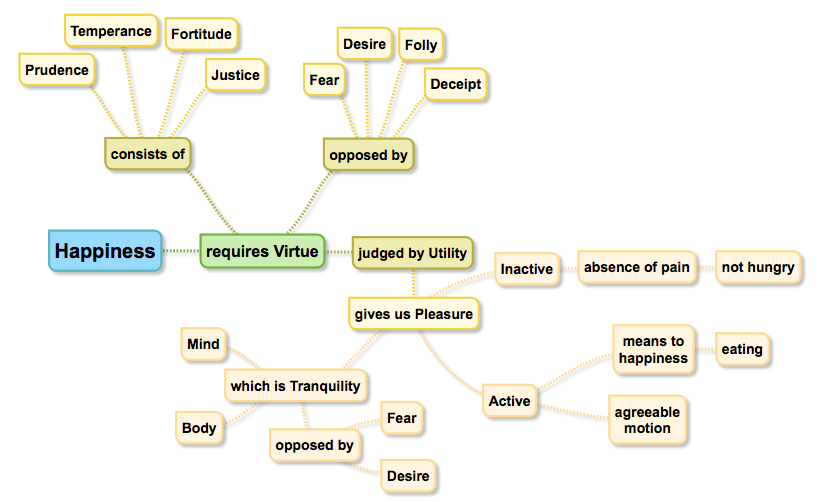 Temperance
Fortitude
Prudence
Justice
Desire
Folly
Fear
Deceipt
consists of
opposed by
Happiness
requires Virtue
judged by Utility
Inactive
absence of pain
not hungry
gives us Pleasure
Mind
means to
happiness
eating
which is Tranquility
Active
agreeable
motion
Body
opposed by
Fear
Desire